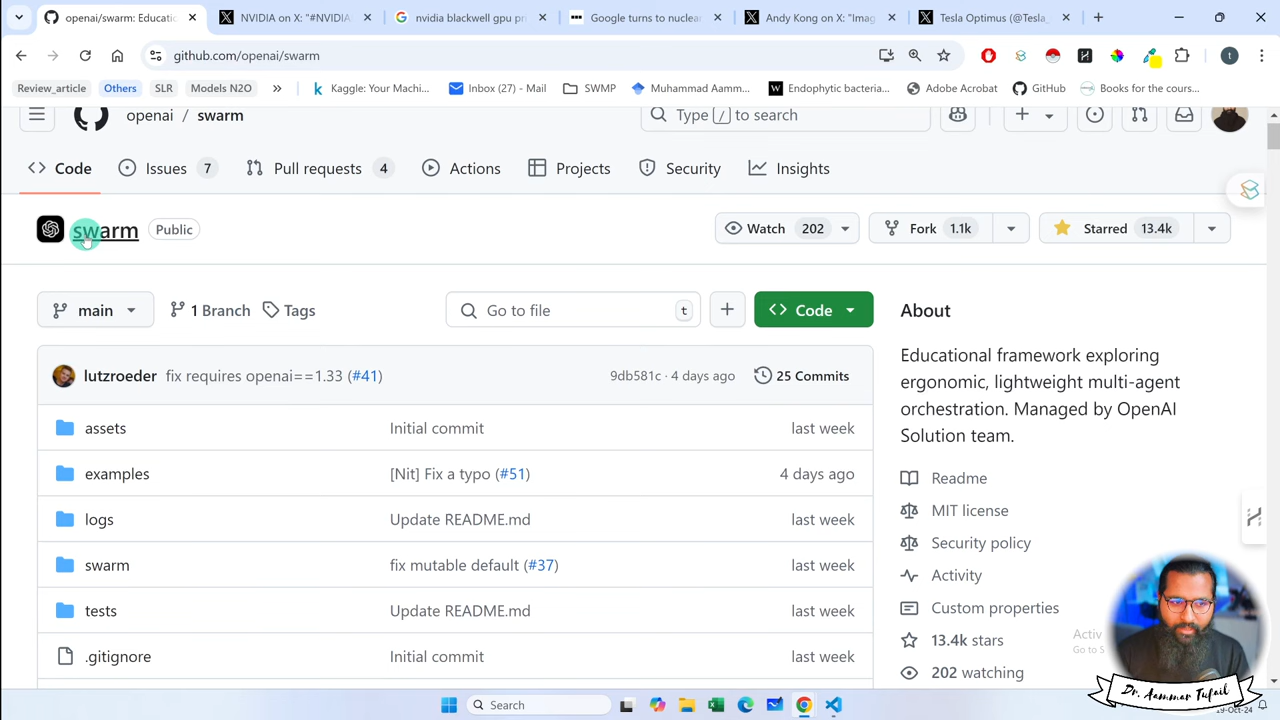 openai/swarm: Educati
NVIDIA on X: "#NVIDIA
nvidia blackwell gpu pr
Google turns to nuclea
Andy Kong on X: "Imag
Tesla Optimus (@Tesla_
github.com/openai/swarm
Review_article
Others
SLR
Models N2O
Kaggle: Your Machi...
Inbox (27) - Mail
SWMP
Muhammad Aamm...
Endophytic bacteria...
Adobe Acrobat
GitHub
Books for the cours...
openai / swarm
Type / to search
Code
Issues 7
Pull requests 4
Actions
Projects
Security
Insights
swarm Public
Watch 202
Fork 1.1k
Starred 13.4k
main
1 Branch
Tags
Go to file t
Code
About
lutzroeder fix requires openai==1.33 (#41)
9db581c · 4 days ago
25 Commits
Educational framework exploring
ergonomic, lightweight multi-agent
orchestration. Managed by OpenAI
Solution team.
assets Initial commit last week
examples [Nit] Fix a typo (#51) 4 days ago
logs Update README.md last week
swarm fix mutable default (#37) last week
tests Update README.md last week
.gitignore Initial commit last week
Readme
MIT license
Security policy
Activity
Custom properties
13.4k stars
202 watching
Activ
Go to S
Dr. Aammar Tufail
Search
19-Oct-24